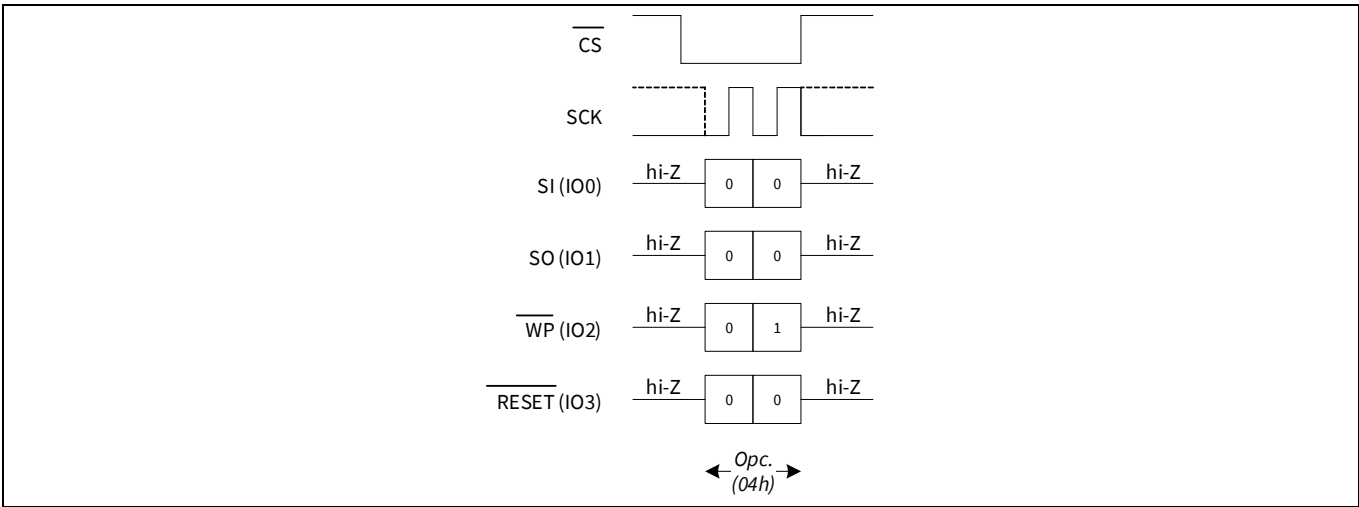 CS
SCK
hi-Z 0 0 hi-Z
SI (IO0)
hi-Z 0 0 hi-Z
SO (IO1)
hi-Z 0 1 hi-Z
WP (IO2)
hi-Z 0 0 hi-Z
RESET (IO3)
Opc.
(04h)